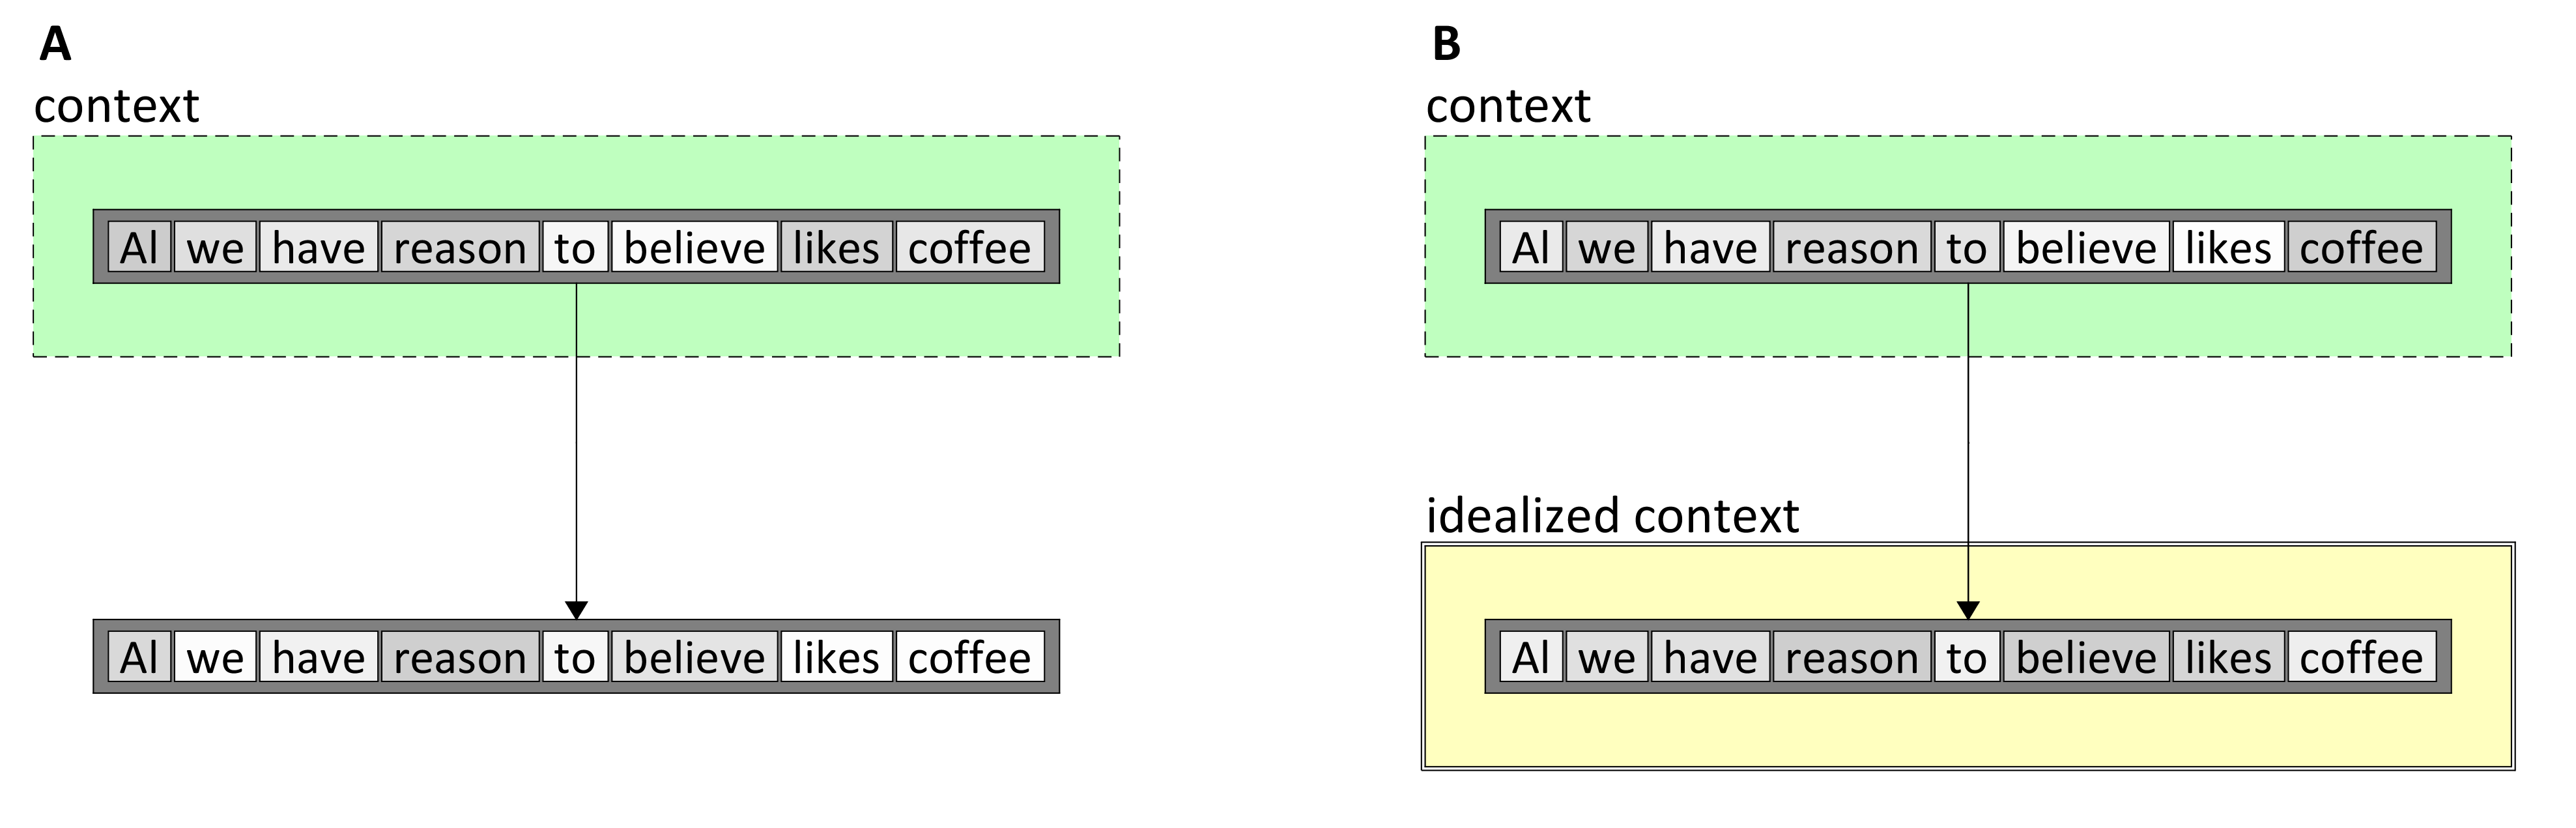 A
context
Al we have reason to believe likes coffee
Al we have reason to believe likes coffee
B
context
Al we have reason to believe likes coffee
idealized context
Al we have reason to believe likes coffee